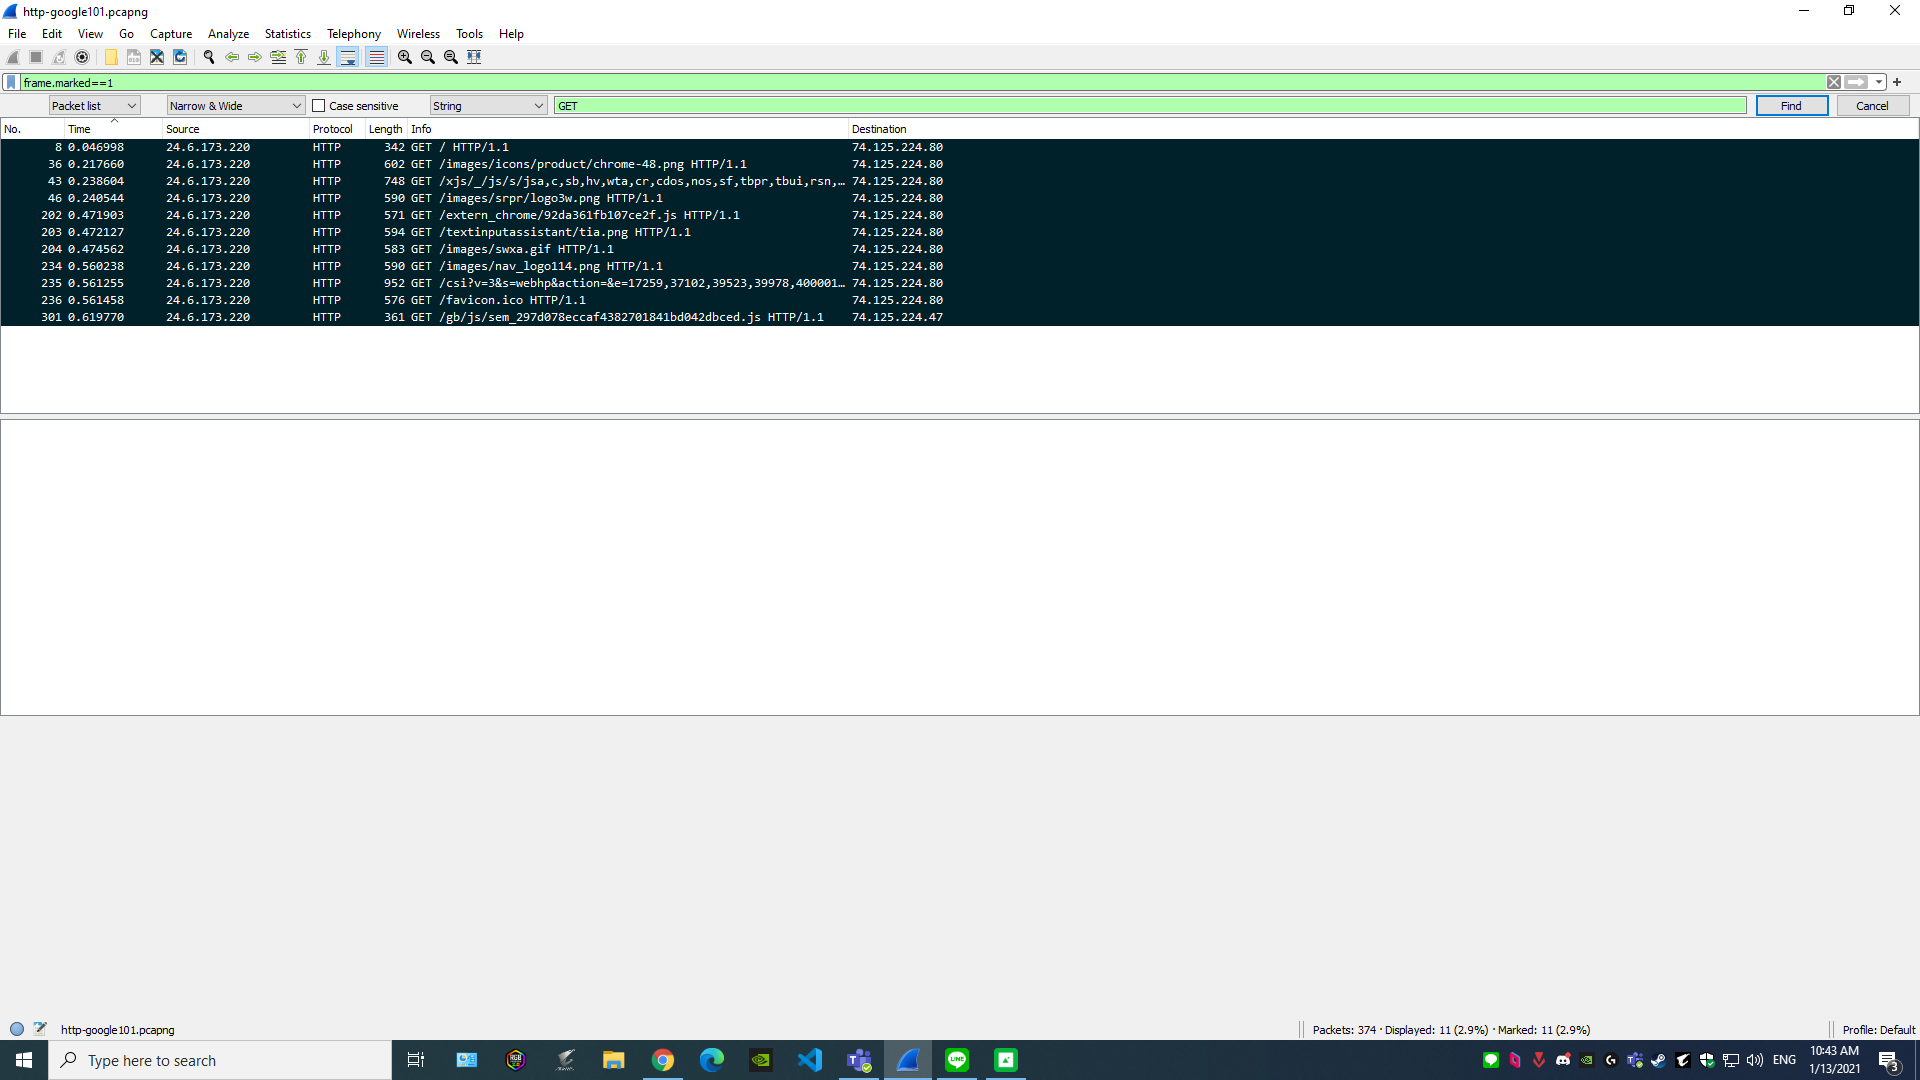 http-google101.pcapng
File Edit View Go Capture Analyze Statistics Telephony Wireless Tools Help
frame.marked==1
Packet list Narrow & Wide Case sensitive String GET Find Cancel
No. Time Source Protocol Length Info Destination
8 0.046998 24.6.173.220 HTTP 342 GET / HTTP/1.1 74.125.224.80
36 0.217660 24.6.173.220 HTTP 602 GET /images/icons/product/chrome-48.png HTTP/1.1 74.125.224.80
43 0.238604 24.6.173.220 HTTP 748 GET /xjs/_/js/s/jsa,c,sb,hv,wta,cr,cdos,nos,sf,tbpr,tbui,rsn,… 74.125.224.80
46 0.240544 24.6.173.220 HTTP 590 GET /images/srpr/logo3w.png HTTP/1.1 74.125.224.80
202 0.471903 24.6.173.220 HTTP 571 GET /extern_chrome/92da361fb107ce2f.js HTTP/1.1 74.125.224.80
203 0.472127 24.6.173.220 HTTP 594 GET /textinputassistant/tia.png HTTP/1.1 74.125.224.80
204 0.474562 24.6.173.220 HTTP 583 GET /images/swxa.gif HTTP/1.1 74.125.224.80
234 0.560238 24.6.173.220 HTTP 590 GET /images/nav_logo114.png HTTP/1.1 74.125.224.80
235 0.561255 24.6.173.220 HTTP 952 GET /csi?v=3&s=webhp&action=&e=17259,37102,39523,39978,400001… 74.125.224.80
236 0.561458 24.6.173.220 HTTP 576 GET /favicon.ico HTTP/1.1 74.125.224.80
301 0.619770 24.6.173.220 HTTP 361 GET /gb/js/sem_297d078eccaf4382701841bd042dbced.js HTTP/1.1 74.125.224.47
http-google101.pcapng
Packets: 374 · Displayed: 11 (2.9%) · Marked: 11 (2.9%)
Profile: Default
Type here to search
LINE
ENG
10:43 AM
1/13/2021
3